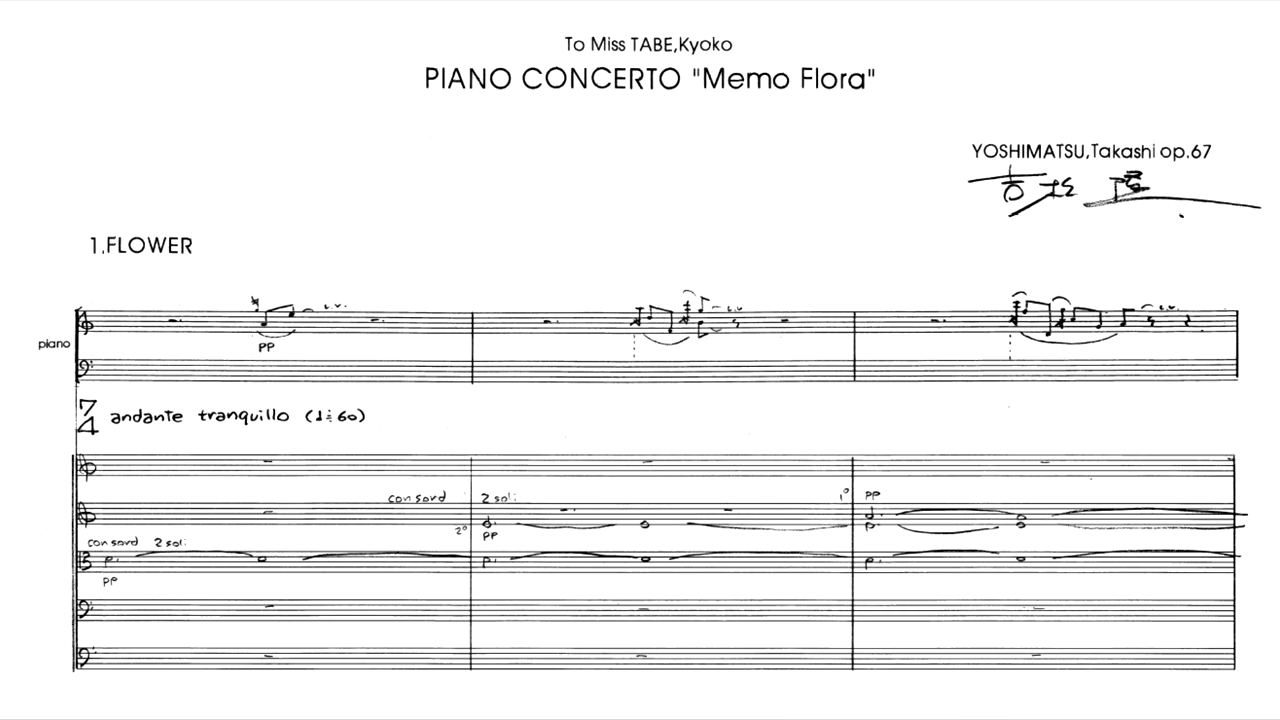 To Miss TABE,Kyoko
PIANO CONCERTO "Memo Flora"
YOSHIMATSU,Takashi op.67
吉松 隆
1.FLOWER
l.v.
l.v.
l.v.
piano
pp
7/4 andante tranquillo (♩=60)
con sord 2 soli
1° pp
2° pp
con sord 2 soli
pp